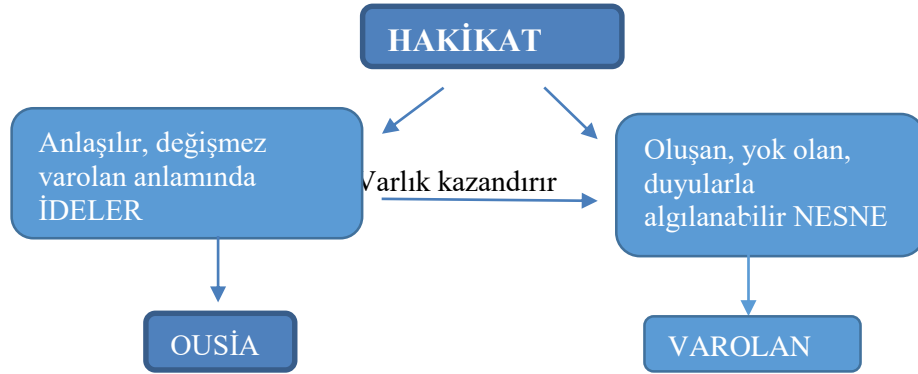 HAKİKAT
Anlaşılır, değişmez
varolan anlamında
İDELER
Varlık kazandırır
Oluşan, yok olan,
duyularla
algılanabilir NESNE
OUSİA
VAROLAN